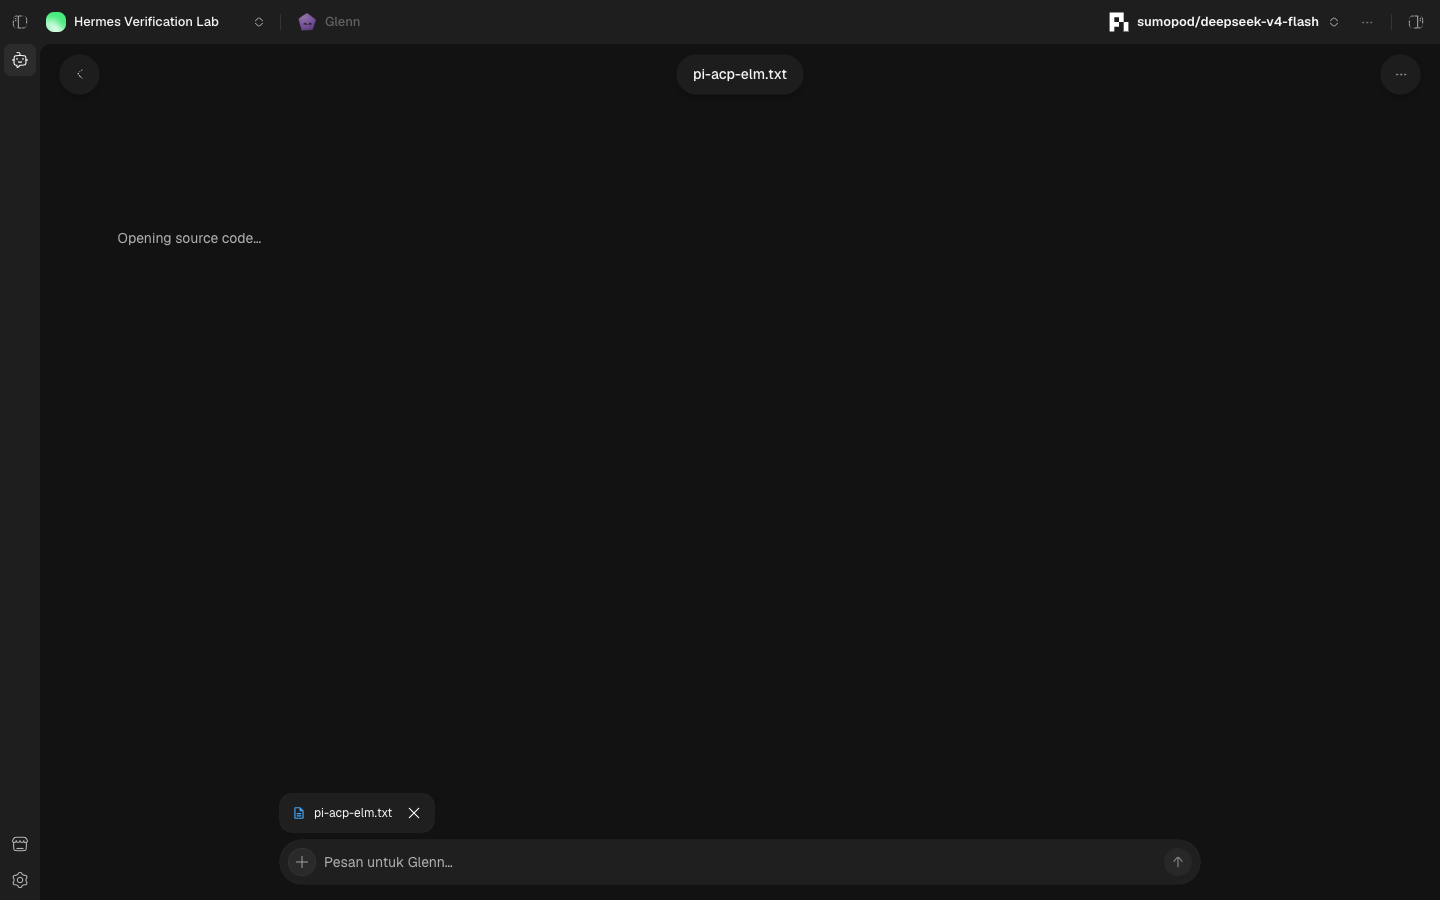 Hermes Verification Lab
Glenn
sumopod/deepseek-v4-flash
pi-acp-elm.txt
Opening source code...
pi-acp-elm.txt
Pesan untuk Glenn...